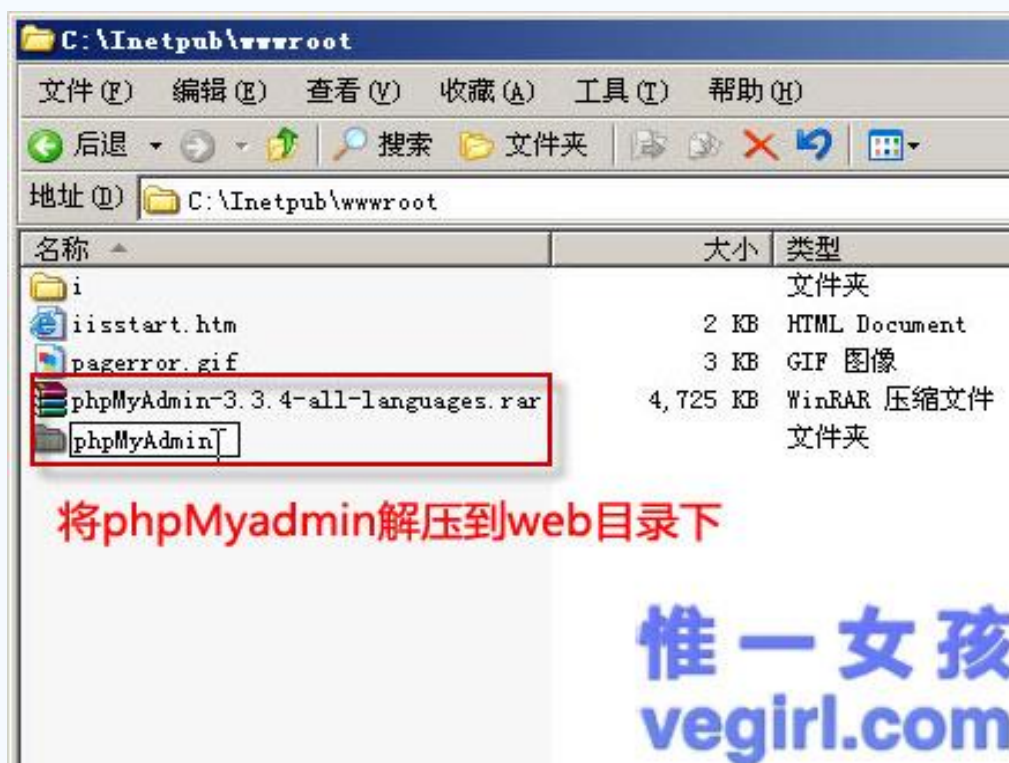 C:\Inetpub\wwwroot
文件(F) 编辑(E) 查看(V) 收藏(A) 工具(T) 帮助(H)
后退 搜索 文件夹
地址(D) C:\Inetpub\wwwroot
名称 大小 类型
i 文件夹
iisstart.htm 2 KB HTML Document
pagerror.gif 3 KB GIF 图像
phpMyAdmin-3.3.4-all-languages.rar 4,725 KB WinRAR 压缩文件
phpMyAdmin 文件夹
将phpMyadmin解压到web目录下
惟一女孩
vegirl.com